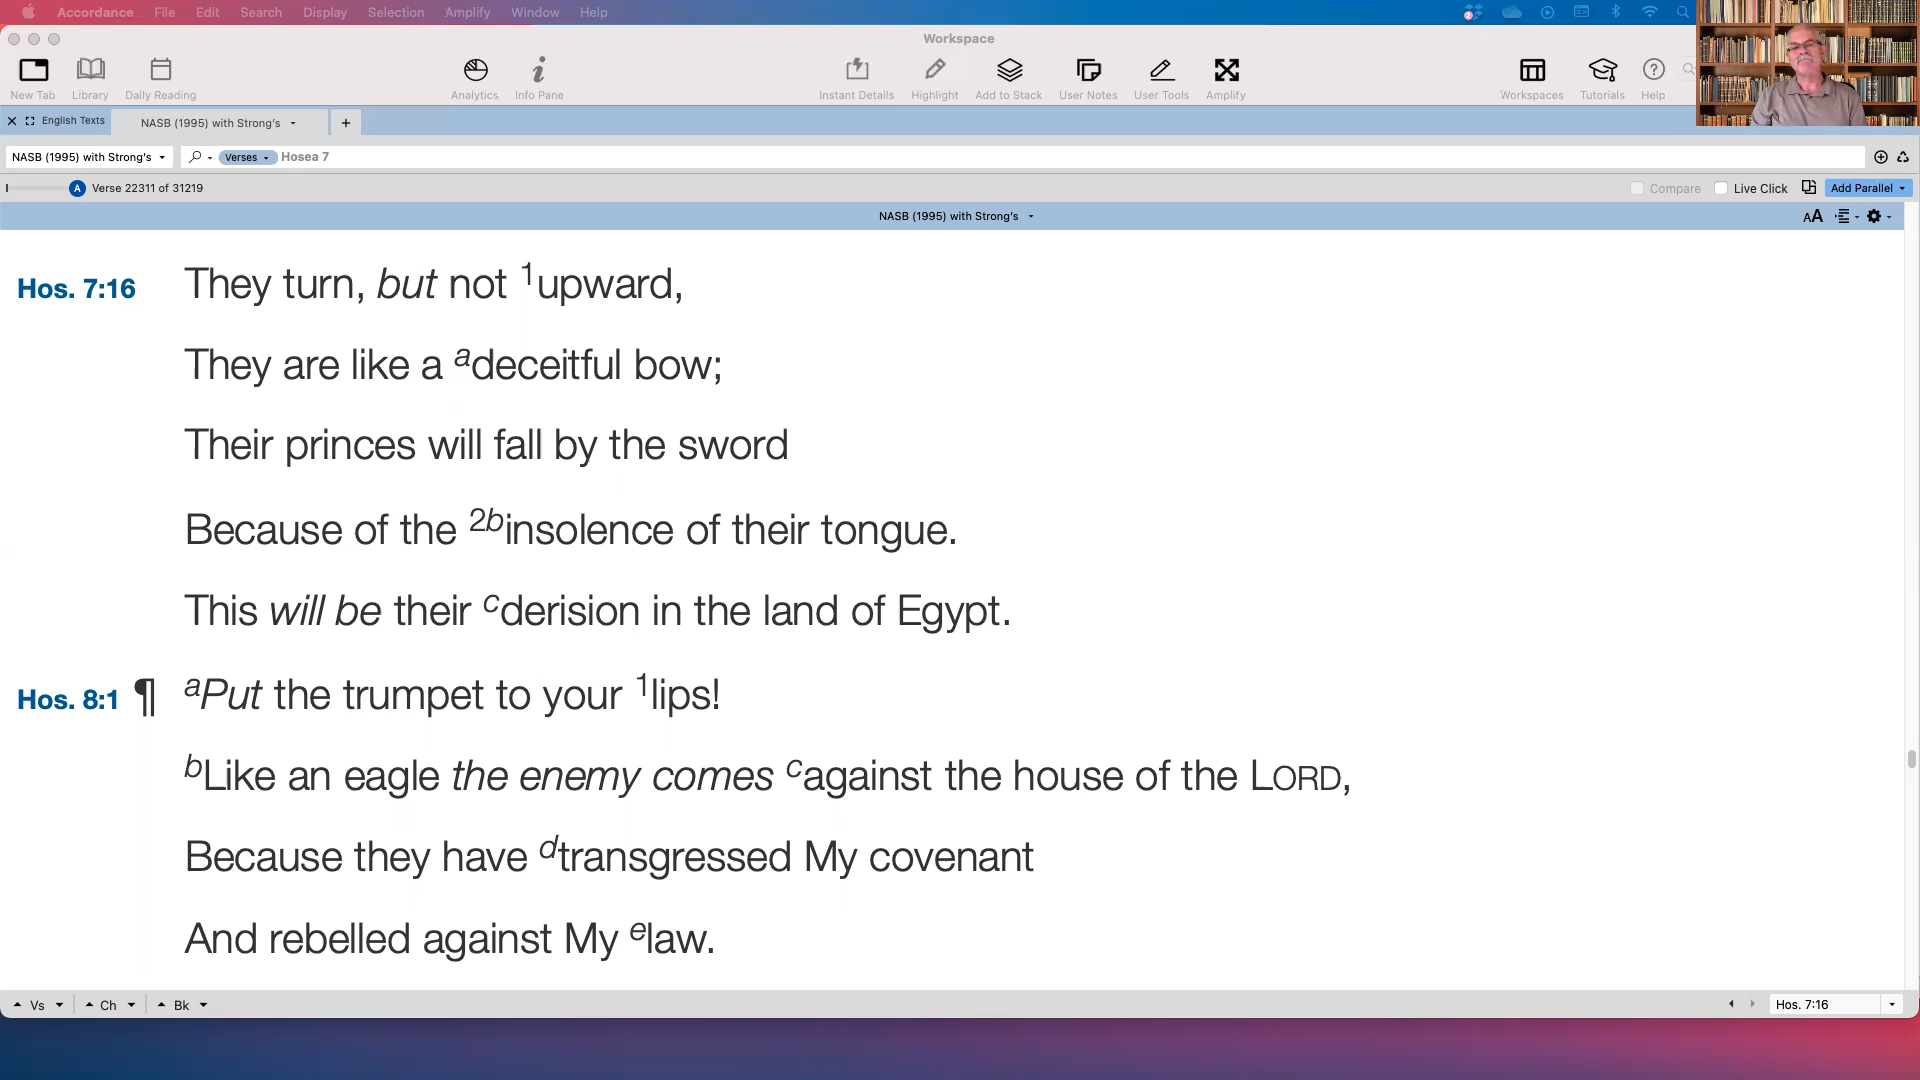 Accordance File Edit Search Display Selection Amplify Window Help
Workspace
New Tab Library Daily Reading Analytics Info Pane Instant Details Highlight Add to Stack User Notes User Tools Amplify Workspaces Tutorials Help
English Texts NASB (1995) with Strong's +
NASB (1995) with Strong's Verses Hosea 7
A Verse 22311 of 31219 Compare Live Click Add Parallel
NASB (1995) with Strong's AA
Hos. 7:16 They turn, but not 1upward,
They are like a adeceitful bow;
Their princes will fall by the sword
Because of the 2binsolence of their tongue.
This will be their cderision in the land of Egypt.
Hos. 8:1 ¶ aPut the trumpet to your 1lips!
bLike an eagle the enemy comes cagainst the house of the LORD,
Because they have dtransgressed My covenant
And rebelled against My elaw.
Vs Ch Bk Hos. 7:16